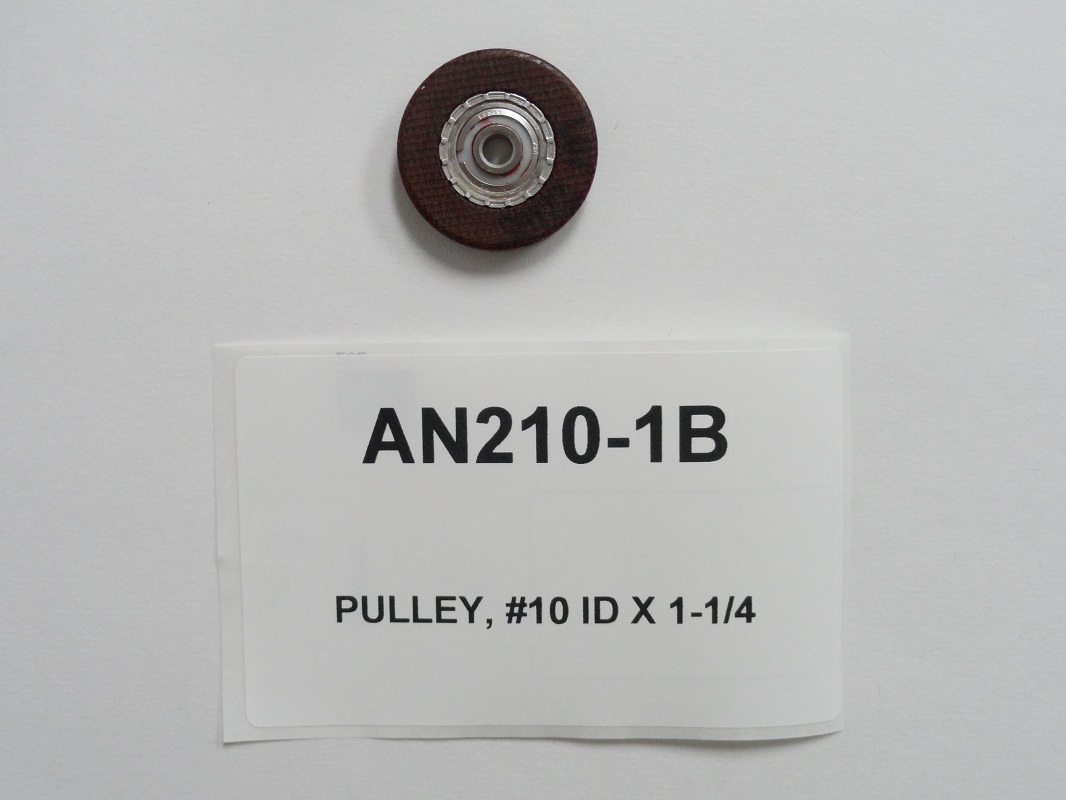 AN210-1B
PULLEY, #10 ID X 1-1/4